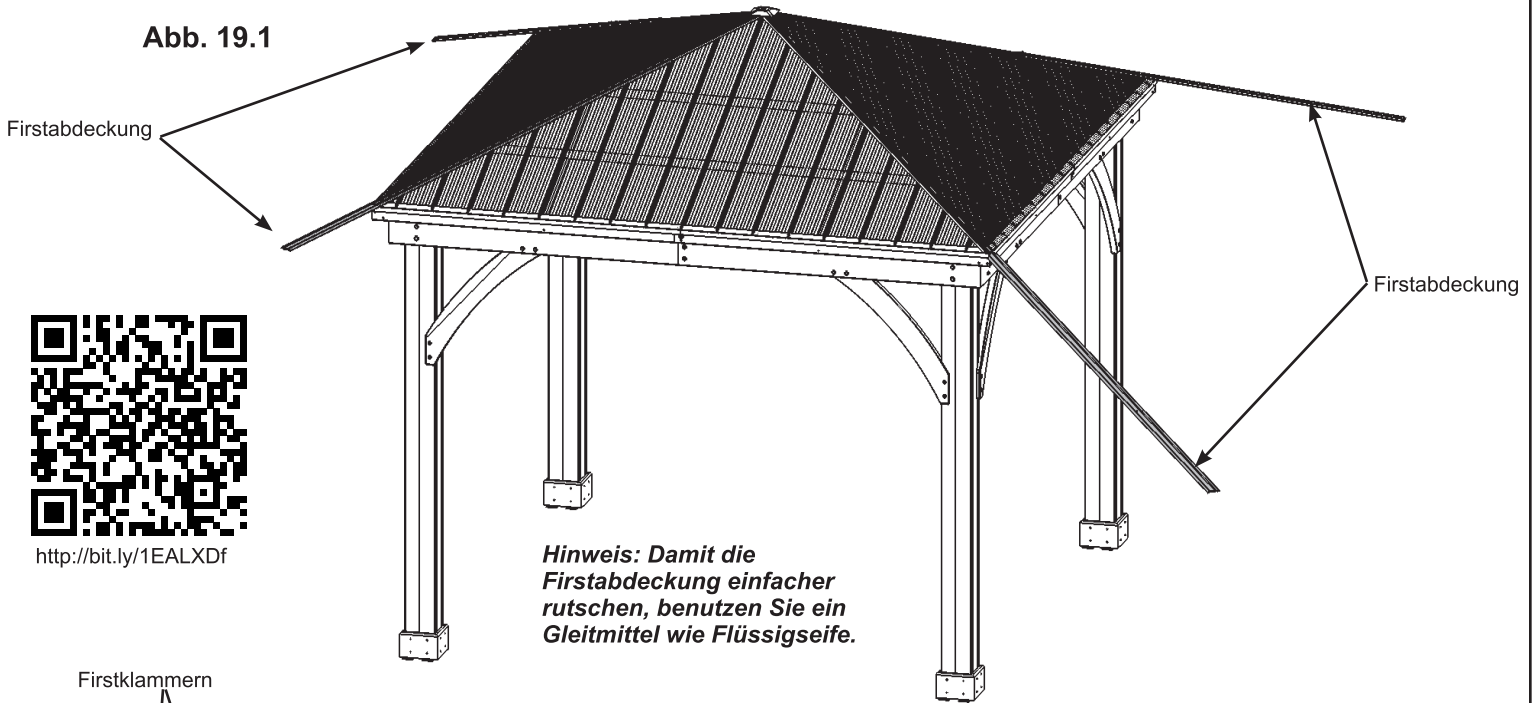 Abb. 19.1
Firstabdeckung
Firstabdeckung
http://bit.ly/1EALXDf
Hinweis: Damit die
Firstabdeckung einfacher
rutschen, benutzen Sie ein
Gleitmittel wie Flüssigseife.
Firstklammern